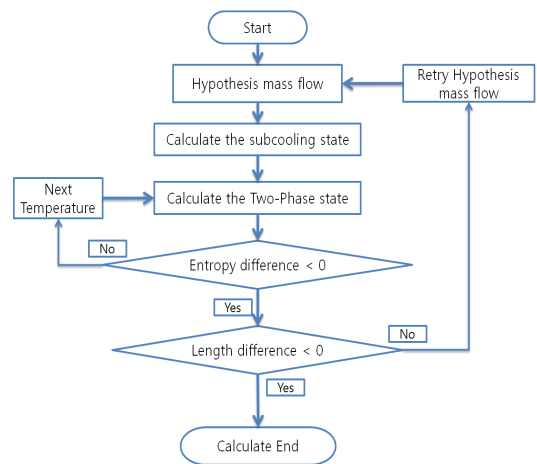 Start
Hypothesis mass flow
Retry Hypothesis
mass flow
Calculate the subcooling state
Next
Temperature
Calculate the Two-Phase state
No
Entropy difference < 0
Yes
No
Length difference < 0
Yes
Calculate End